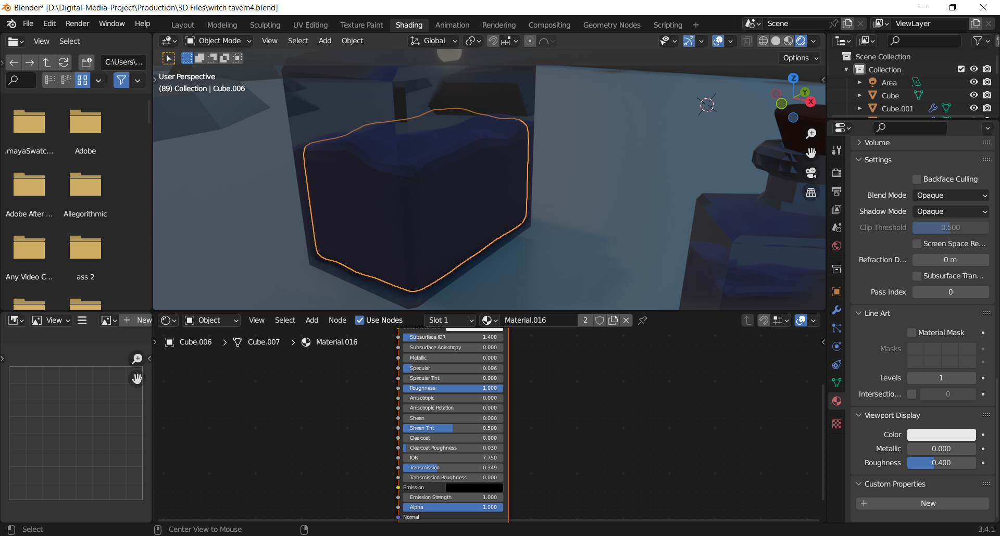 Blender* [D:\Digital-Media-Project\Production\3D Files\witch tavern4.blend]
File Edit Render Window Help
Layout Modeling Sculpting UV Editing Texture Paint Shading Animation Rendering Compositing Geometry Nodes Scripting +
Scene
ViewLayer
View Select
Object Mode View Select Add Object
Global
Options
C:\Users\...
User Perspective
(89) Collection | Cube.006
Z
Y
X
.mayaSwatc...
Adobe
Adobe After ...
Allegorithmic
Any Video C...
ass 2
Scene Collection
Collection
Area
Cube
Cube.001
Volume
Settings
Backface Culling
Blend Mode Opaque
Shadow Mode Opaque
Clip Threshold 0.500
Screen Space Re...
Refraction D... 0 m
Subsurface Tran...
Pass Index 0
Line Art
Material Mask
Masks
Levels 1
Intersectio... 0
Viewport Display
Color
Metallic 0.000
Roughness 0.400
Custom Properties
+ New
View
+ New
Object View Select Add Node Use Nodes Slot 1 Material.016 2
Cube.006 > Cube.007 > Material.016
Subsurface IOR 1.400
Subsurface Anisotropy 0.000
Metallic 0.000
Specular 0.096
Specular Tint 0.000
Roughness 1.000
Anisotropic 0.000
Anisotropic Rotation 0.000
Sheen 0.000
Sheen Tint 0.500
Clearcoat 0.000
Clearcoat Roughness 0.030
IOR 7.750
Transmission 0.349
Transmission Roughness 0.000
Emission
Emission Strength 1.000
Alpha 1.000
Normal
Select
Center View to Mouse
3.4.1